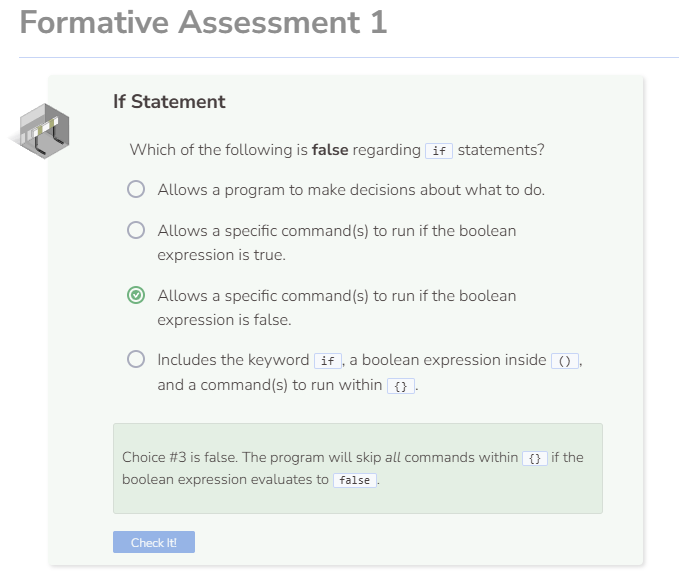 Formative Assessment 1
If Statement
Which of the following is false regarding if statements?
Allows a program to make decisions about what to do.
Allows a specific command(s) to run if the boolean
expression is true.
Allows a specific command(s) to run if the boolean
expression is false.
Includes the keyword if, a boolean expression inside (),
and a command(s) to run within {}.
Choice #3 is false. The program will skip all commands within {} if the
boolean expression evaluates to false.
Check It!